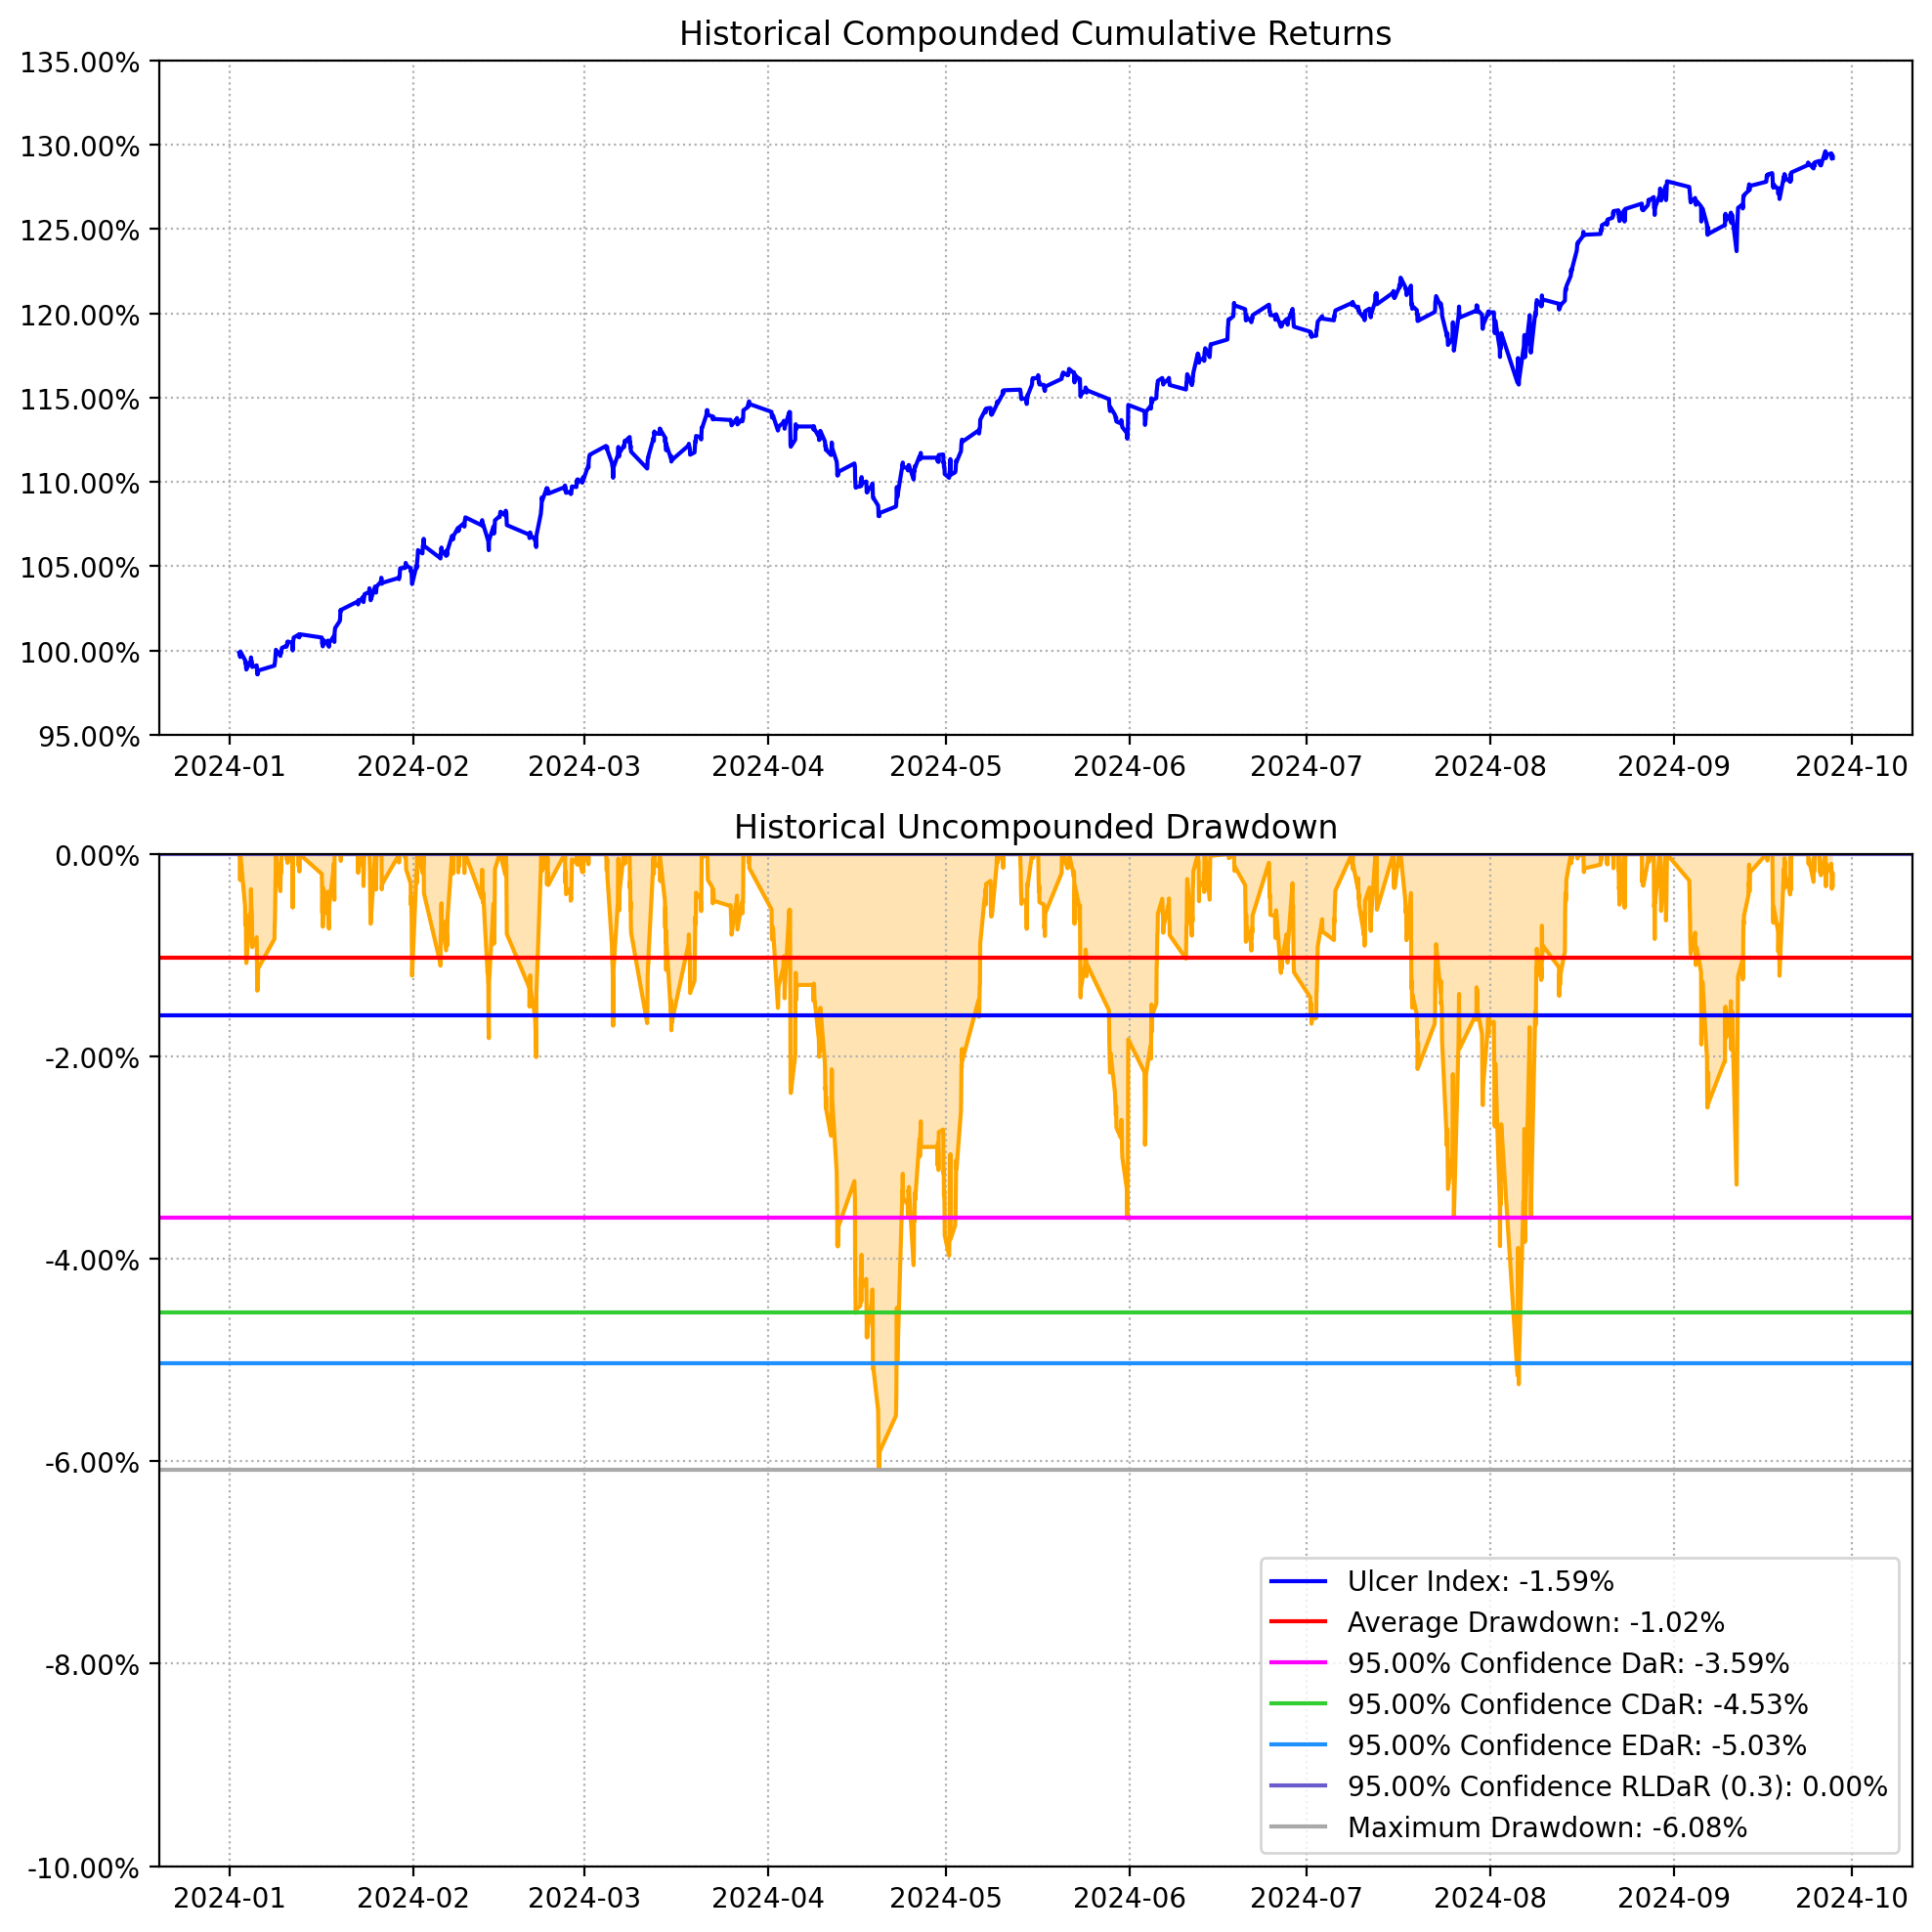 Historical Compounded Cumulative Returns
135.00%
130.00%
125.00%
120.00%
115.00%
110.00%
105.00%
100.00%
95.00%
2024-01 2024-02 2024-03 2024-04 2024-05 2024-06 2024-07 2024-08 2024-09 2024-10
Historical Uncompounded Drawdown
0.00%
-2.00%
-4.00%
-6.00%
-8.00%
-10.00%
Ulcer Index: -1.59%
Average Drawdown: -1.02%
95.00% Confidence DaR: -3.59%
95.00% Confidence CDaR: -4.53%
95.00% Confidence EDaR: -5.03%
95.00% Confidence RLDaR (0.3): 0.00%
Maximum Drawdown: -6.08%
2024-01 2024-02 2024-03 2024-04 2024-05 2024-06 2024-07 2024-08 2024-09 2024-10